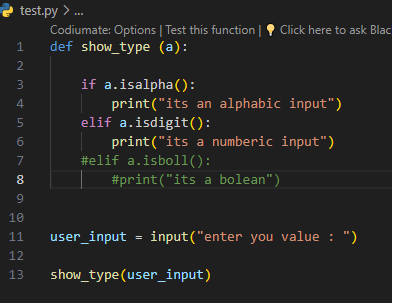 test.py > ...
Codiumate: Options | Test this function | 💡 Click here to ask Blac
1 def show_type (a):
2
3 if a.isalpha():
4 print("its an alphabic input")
5 elif a.isdigit():
6 print("its a numberic input")
7 #elif a.isboll():
8 #print("its a bolean")
9
10
11 user_input = input("enter you value : ")
12
13 show_type(user_input)